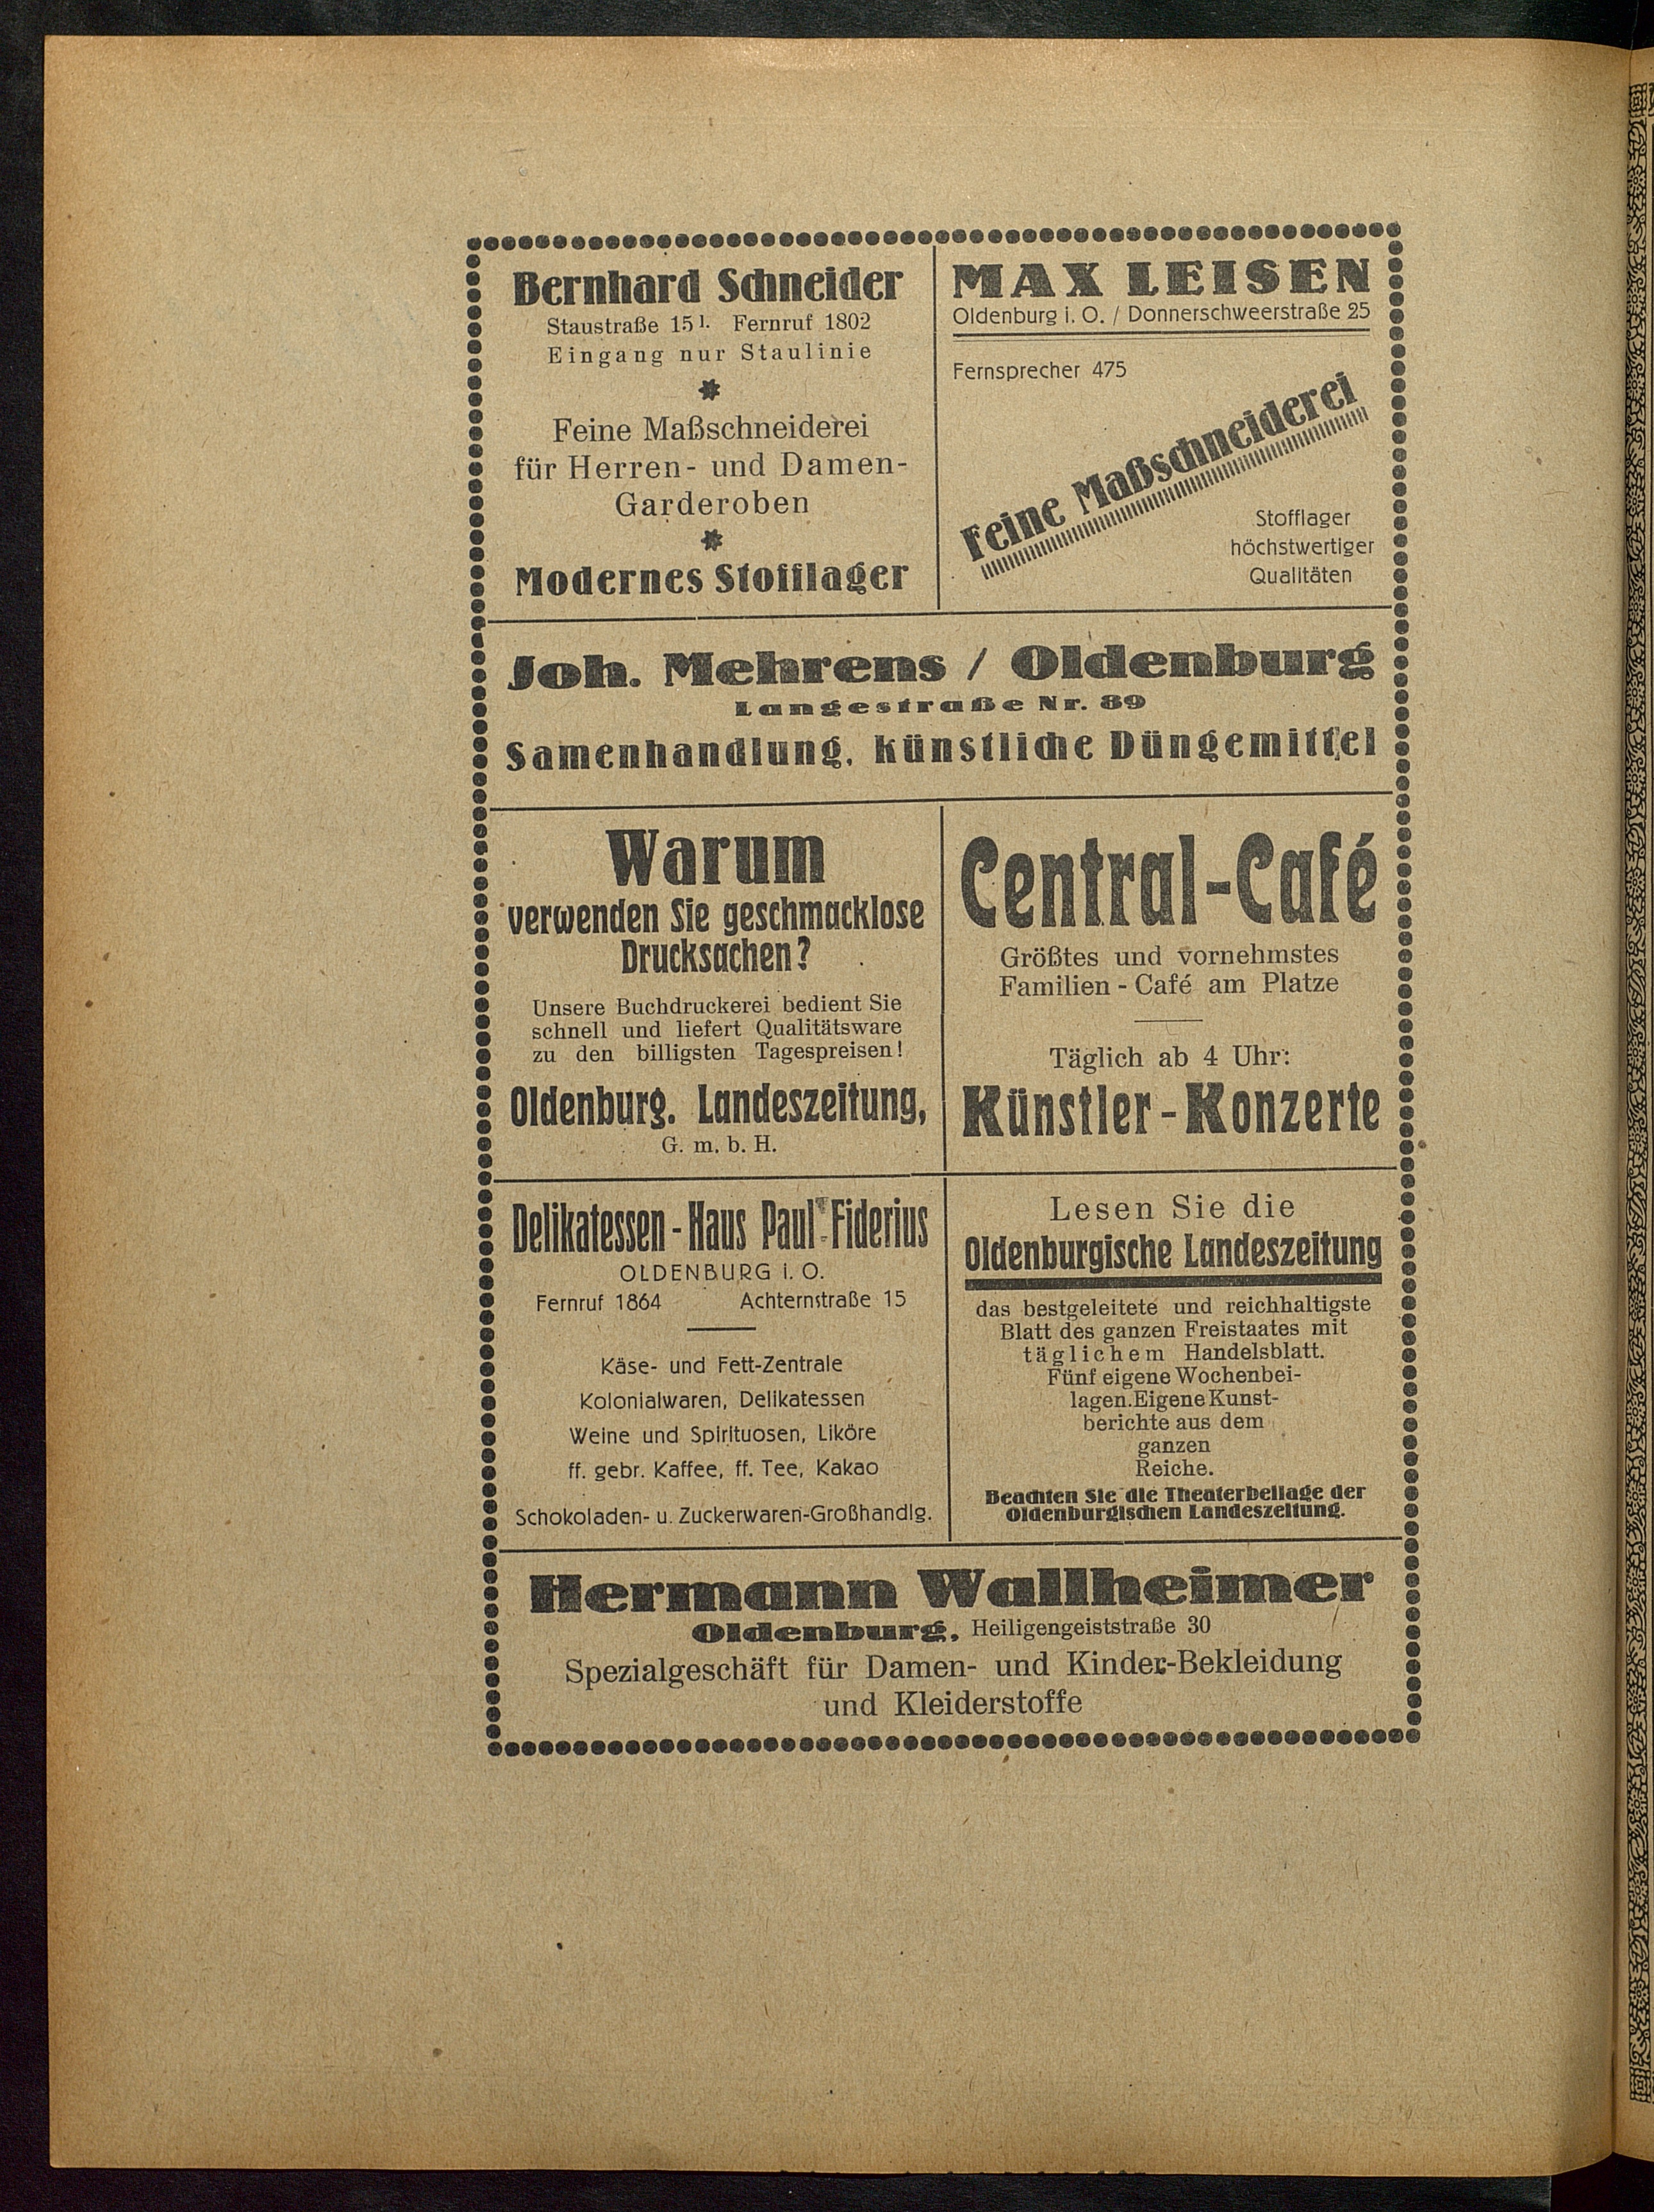 Bernhard Schneider
Staustraße 15 I. Fernruf 1802
Eingang nur Staulinie
Feine Maßschneiderei
für Herren- und Damen-
Garderoben
Modernes Stofflager
MAX LEISEN
Oldenburg i. O. / Donnerschweerstraße 25
Fernsprecher 475
Feine Maßschneiderei
Stofflager
höchstwertiger
Qualitäten
Joh. Mehrens / Oldenburg
Langestraße Nr. 89
Samenhandlung, künstliche Düngemittel
Warum
verwenden Sie geschmacklose
Drucksachen?
Unsere Buchdruckerei bedient Sie
schnell und liefert Qualitätsware
zu den billigsten Tagespreisen!
Oldenburg. Landeszeitung,
G. m. b. H.
Central-Café
Größtes und vornehmstes
Familien-Café am Platze
Täglich ab 4 Uhr:
Künstler-Konzerte
Delikatessen-Haus Paul Fiderius
OLDENBURG i. O.
Fernruf 1864 Achternstraße 15
Käse- und Fett-Zentrale
Kolonialwaren, Delikatessen
Weine und Spirituosen, Liköre
ff. gebr. Kaffee, ff. Tee, Kakao
Schokoladen- u. Zuckerwaren-Großhandlg.
Lesen Sie die
Oldenburgische Landeszeitung
das bestgeleitete und reichhaltigste
Blatt des ganzen Freistaates mit
täglichem Handelsblatt.
Fünf eigene Wochenbei-
lagen. Eigene Kunst-
berichte aus dem
ganzen
Reiche.
Beachten Sie die Theaterbeilage der
Oldenburgischen Landeszeitung.
Hermann Wallheimer
Oldenburg, Heiligengeiststraße 30
Spezialgeschäft für Damen- und Kinder-Bekleidung
und Kleiderstoffe